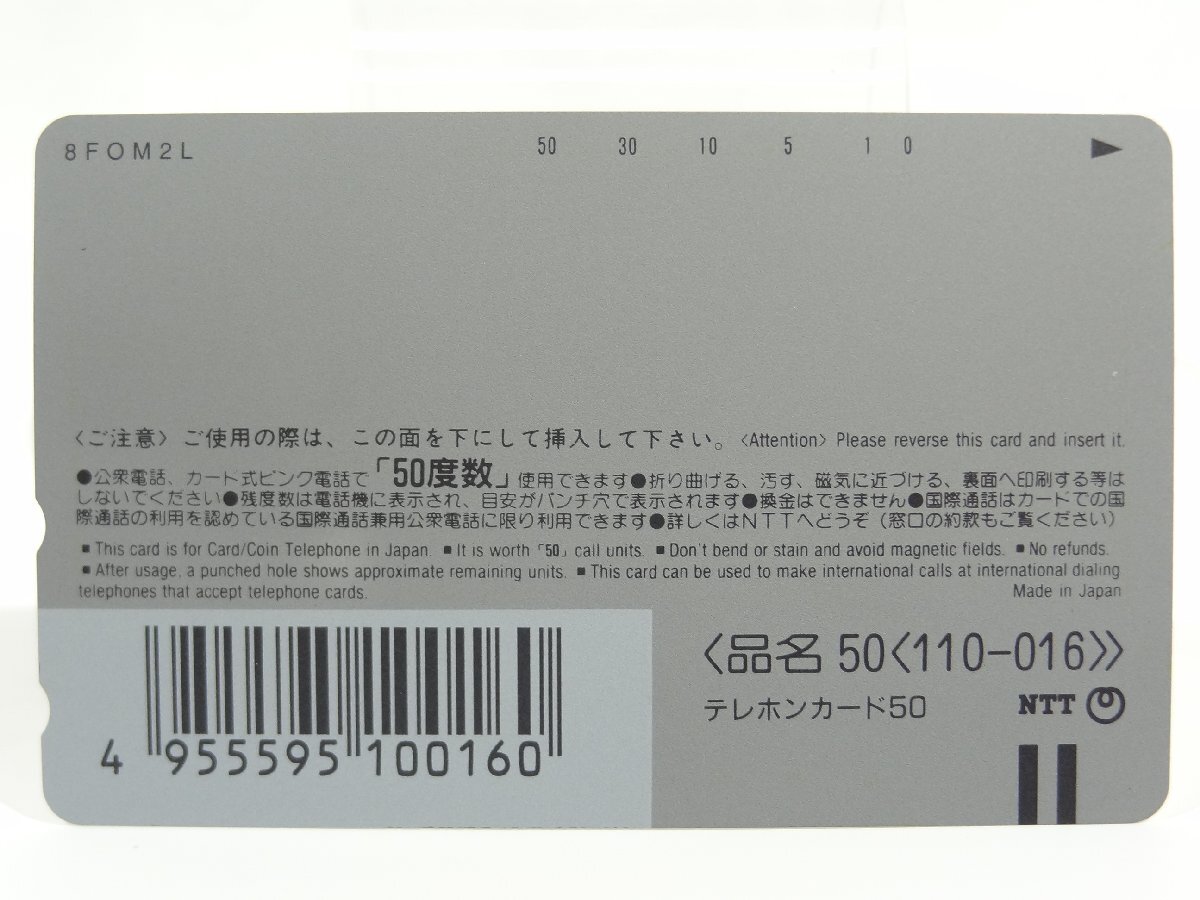 8FOM2L 50 30 10 5 1 0
〈ご注意〉ご使用の際は、この面を下にして挿入して下さい。〈Attention〉Please reverse this card and insert it.
●公衆電話、カード式ピンク電話で「50度数」使用できます●折り曲げる、汚す、磁気に近づける、裏面へ印刷する等は
しないでください●残度数は電話機に表示され、目安がパンチ穴で表示されます●換金はできません●国際通話はカードでの国
際通話の利用を認めている国際通話兼用公衆電話に限り利用できます●詳しくはNTTへどうぞ（窓口の約款もご覧ください）
■This card is for Card/Coin Telephone in Japan. ■It is worth「50」call units. ■Don't bend or stain and avoid magnetic fields. ■No refunds.
■After usage, a punched hole shows approximate remaining units. ■This card can be used to make international calls at international dialing
telephones that accept telephone cards. Made in Japan
〈品名 50〈110-016〉〉
テレホンカード50 NTT
4 955595 100160